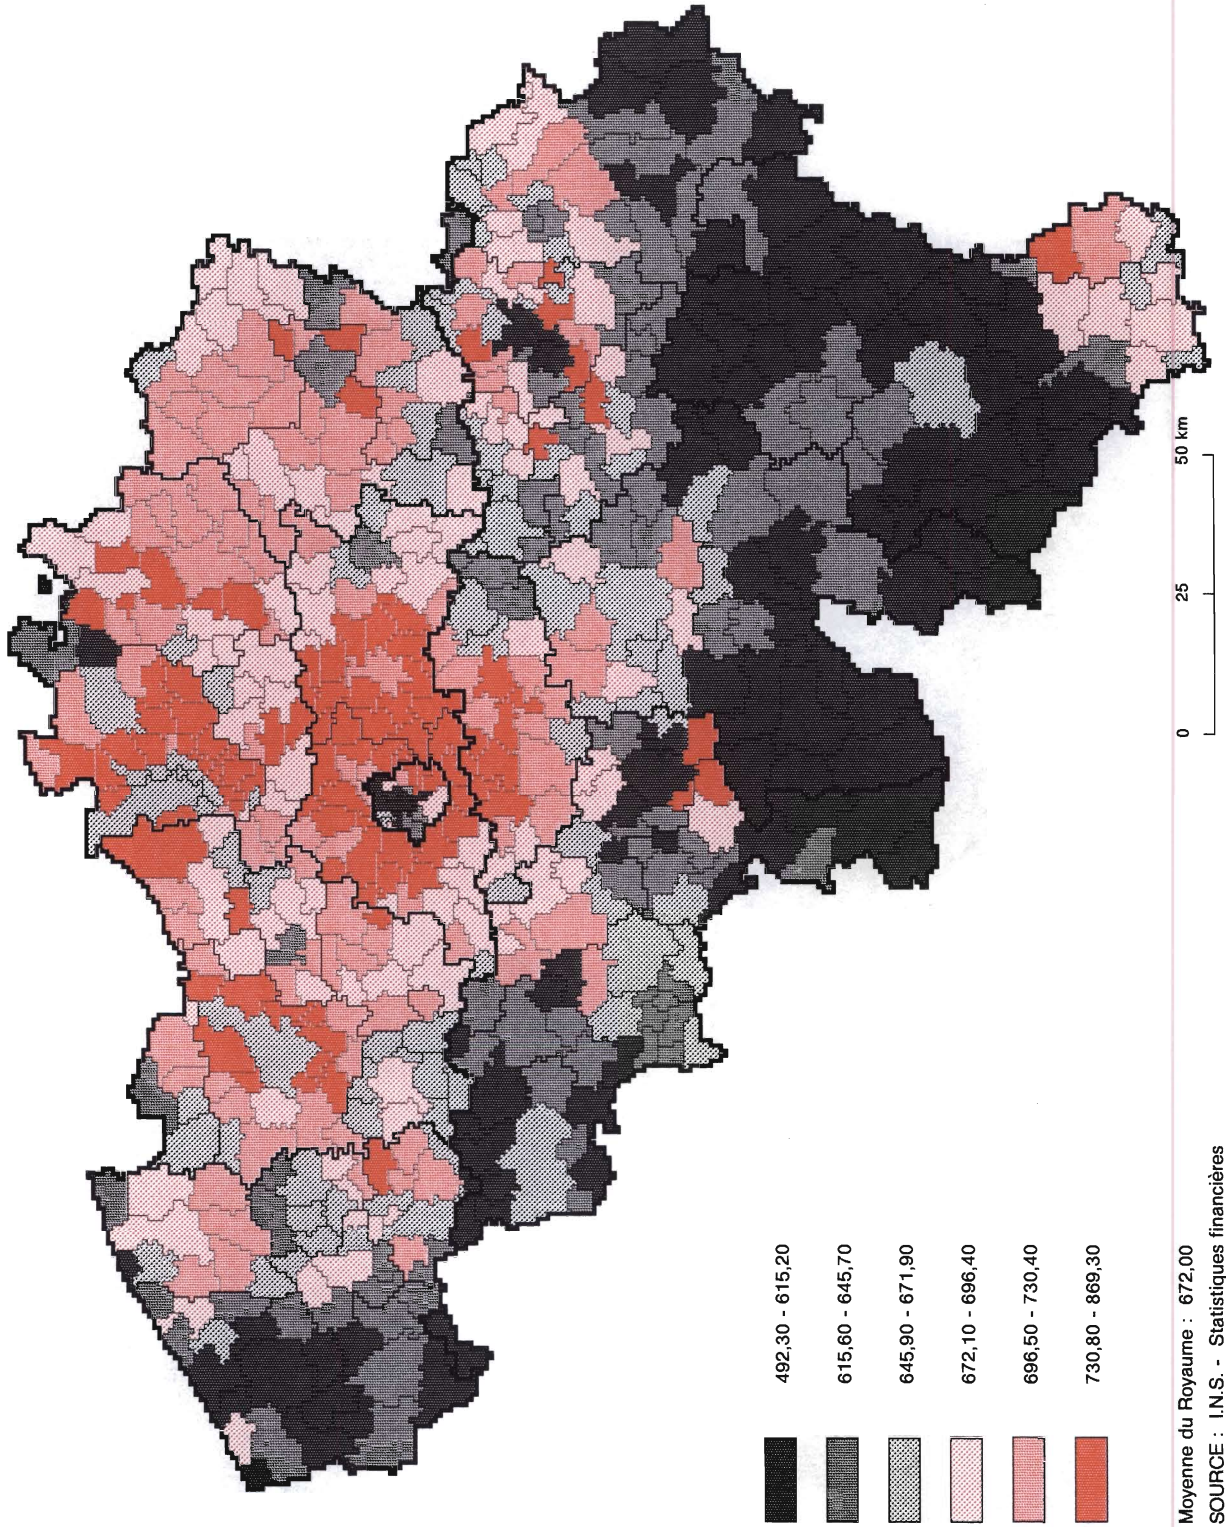 492,30 - 615,20
615,60 - 645,70
645,90 - 671,90
672,10 - 696,40
696,50 - 730,40
730,80 - 869,30
0 25 50 km
Moyenne du Royaume : 672,00
SOURCE : I.N.S. - Statistiques financières